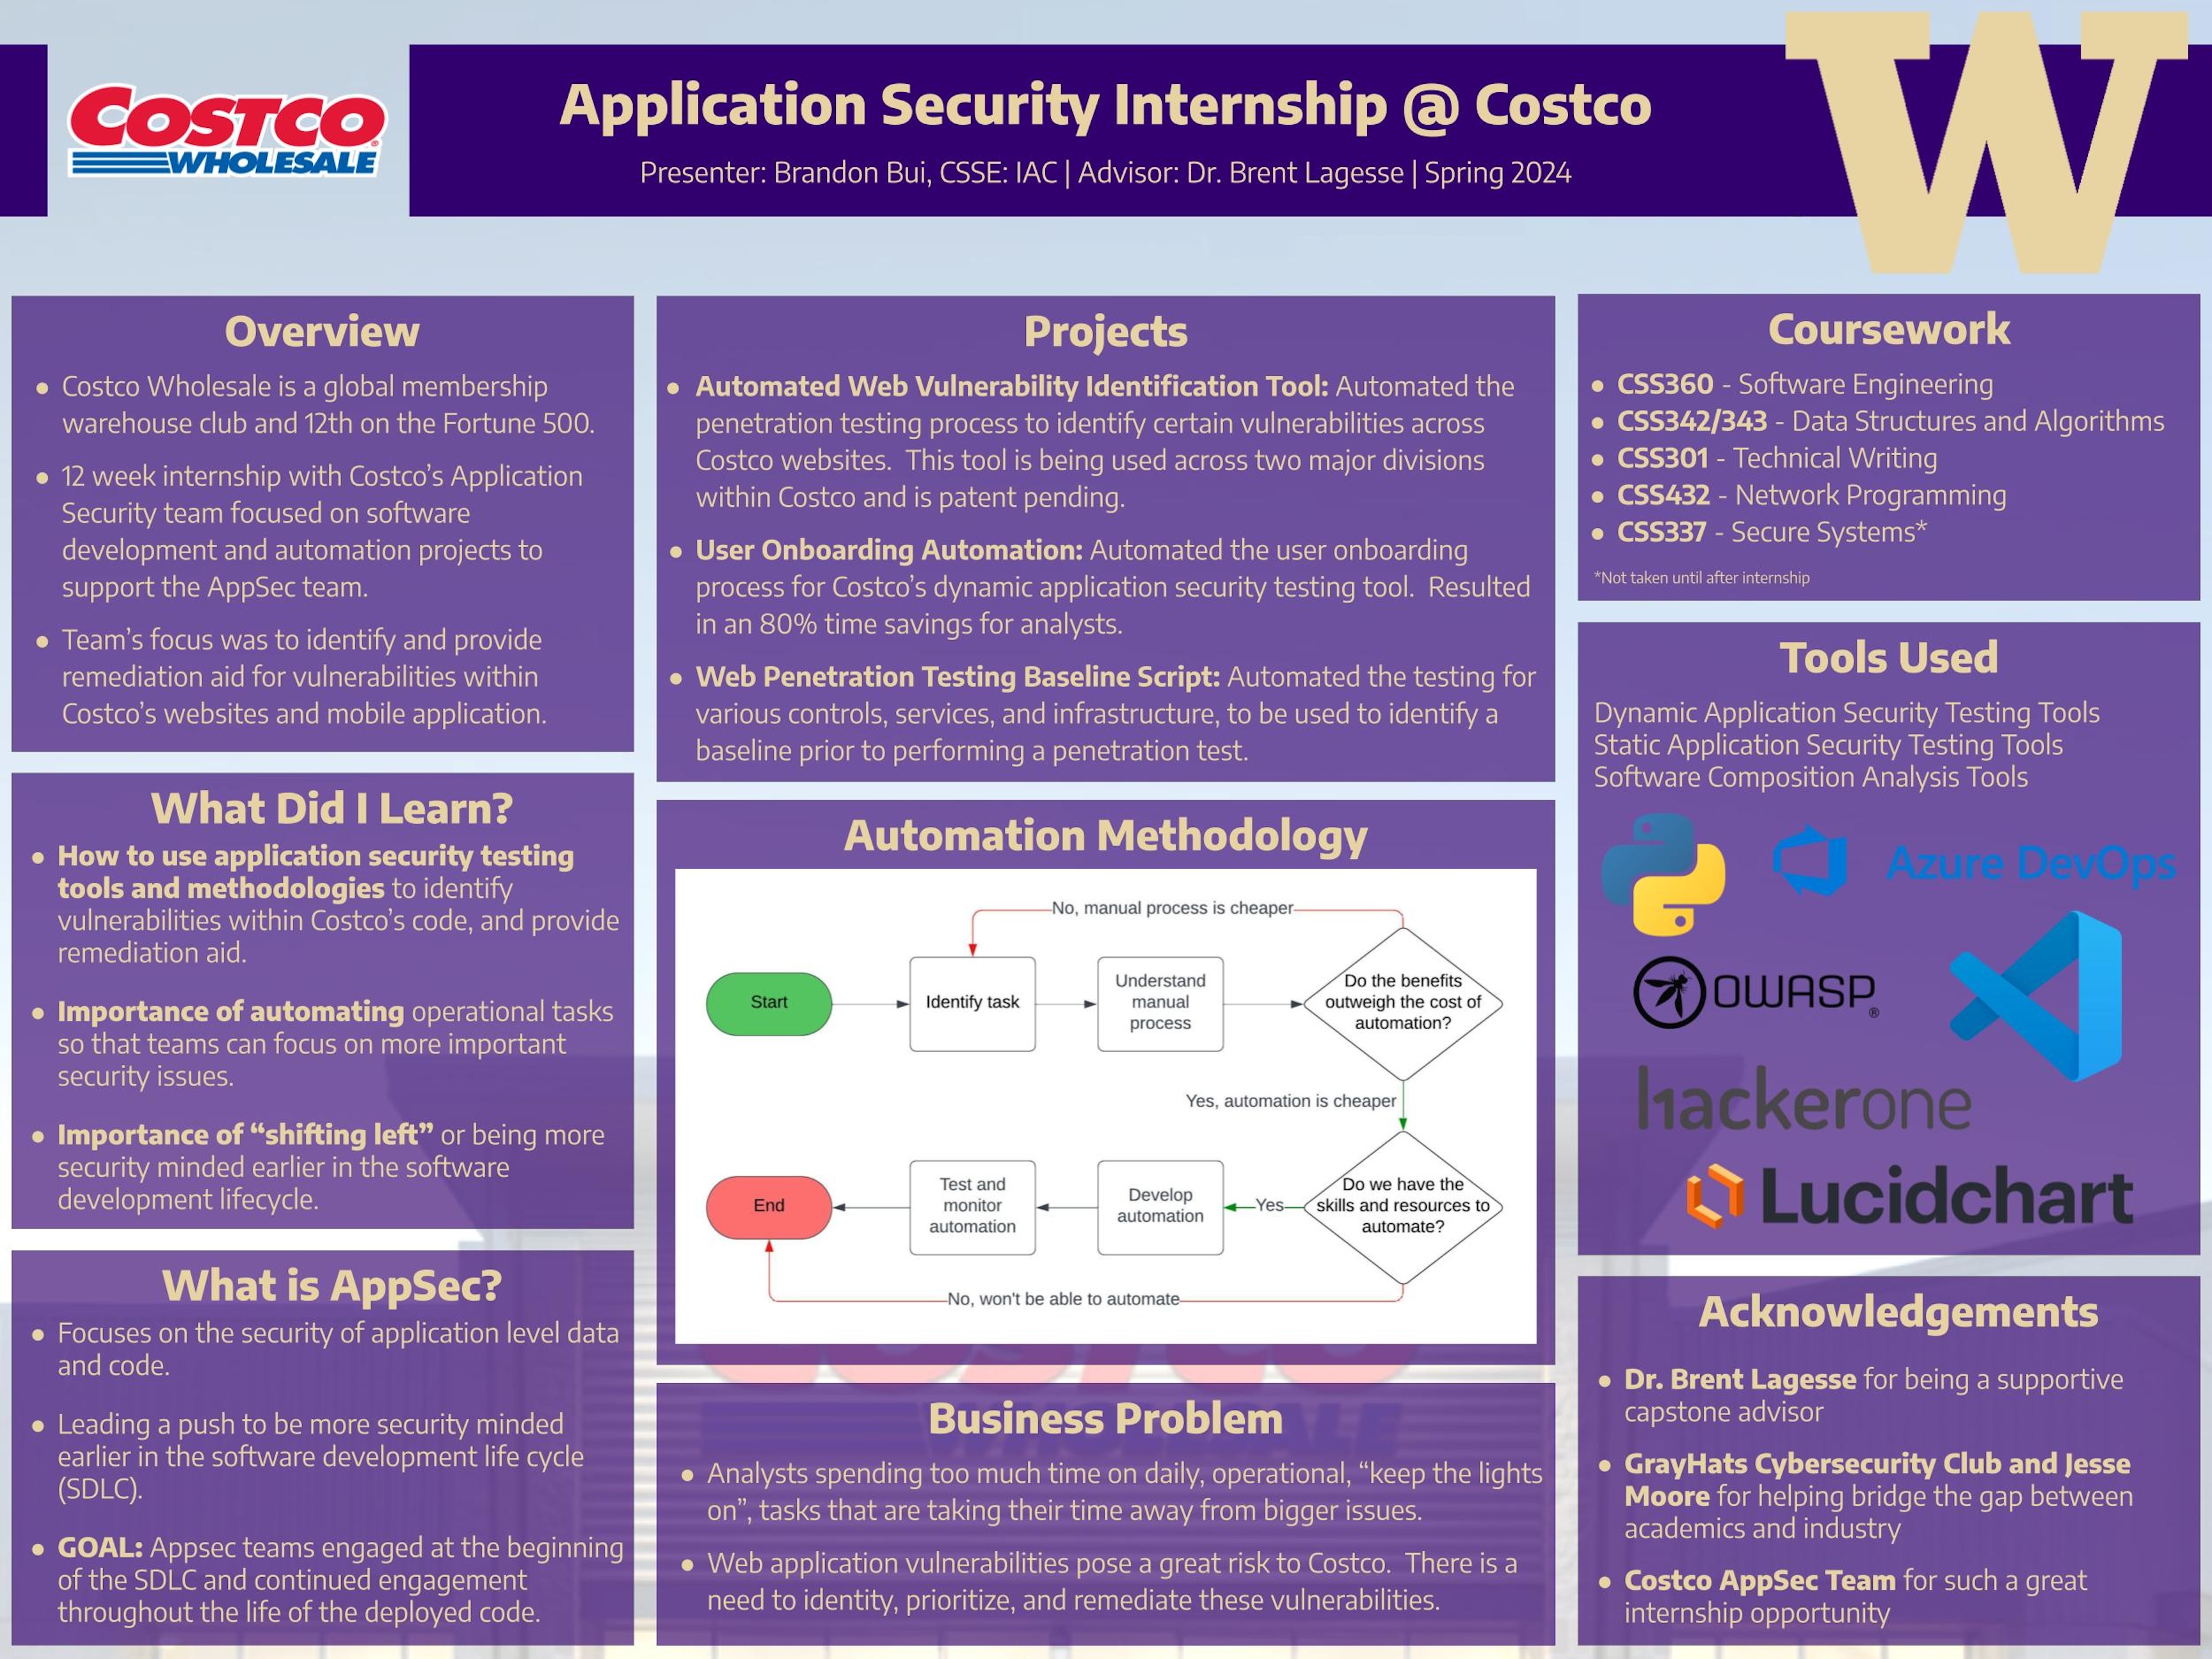 COSTCO
WHOLESALE
Application Security Internship @ Costco
Presenter: Brandon Bui, CSSE: IAC | Advisor: Dr. Brent Lagesse | Spring 2024
W
Overview
● Costco Wholesale is a global membership
warehouse club and 12th on the Fortune 500.
● 12 week internship with Costco’s Application
Security team focused on software
development and automation projects to
support the AppSec team.
● Team’s focus was to identify and provide
remediation aid for vulnerabilities within
Costco’s websites and mobile application.
What Did I Learn?
● How to use application security testing
tools and methodologies to identify
vulnerabilities within Costco’s code, and provide
remediation aid.
● Importance of automating operational tasks
so that teams can focus on more important
security issues.
● Importance of “shifting left” or being more
security minded earlier in the software
development lifecycle.
What is AppSec?
● Focuses on the security of application level data
and code.
● Leading a push to be more security minded
earlier in the software development life cycle
(SDLC).
● GOAL: Appsec teams engaged at the beginning
of the SDLC and continued engagement
throughout the life of the deployed code.
Projects
● Automated Web Vulnerability Identification Tool: Automated the
penetration testing process to identify certain vulnerabilities across
Costco websites. This tool is being used across two major divisions
within Costco and is patent pending.
● User Onboarding Automation: Automated the user onboarding
process for Costco’s dynamic application security testing tool. Resulted
in an 80% time savings for analysts.
● Web Penetration Testing Baseline Script: Automated the testing for
various controls, services, and infrastructure, to be used to identify a
baseline prior to performing a penetration test.
Automation Methodology
No, manual process is cheaper
Start
Identify task
Understand
manual
process
Do the benefits
outweigh the cost of
automation?
Yes, automation is cheaper
End
Test and
monitor
automation
Develop
automation
Yes
Do we have the
skills and resources to
automate?
No, won't be able to automate
COSTCO
WHOLESALE
Business Problem
● Analysts spending too much time on daily, operational, “keep the lights
on”, tasks that are taking their time away from bigger issues.
● Web application vulnerabilities pose a great risk to Costco. There is a
need to identity, prioritize, and remediate these vulnerabilities.
Coursework
● CSS360 - Software Engineering
● CSS342/343 - Data Structures and Algorithms
● CSS301 - Technical Writing
● CSS432 - Network Programming
● CSS337 - Secure Systems*
*Not taken until after internship
Tools Used
Dynamic Application Security Testing Tools
Static Application Security Testing Tools
Software Composition Analysis Tools
Azure DevOps
OWASP®
hackerone
Lucidchart
Acknowledgements
● Dr. Brent Lagesse for being a supportive
capstone advisor
● GrayHats Cybersecurity Club and Jesse
Moore for helping bridge the gap between
academics and industry
● Costco AppSec Team for such a great
internship opportunity